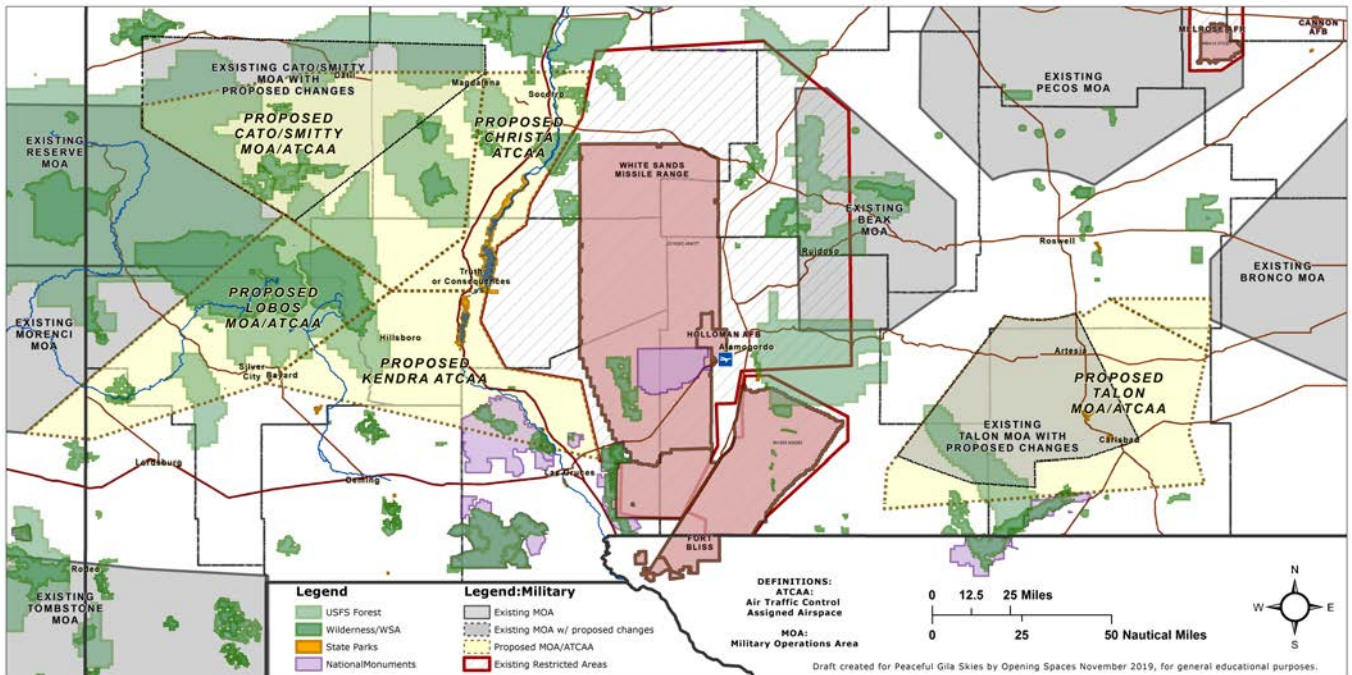 EXSISTING CATO/SMITTY
MOA WITH
PROPOSED CHANGES
Datil
Magdalena
Socorro
PROPOSED
CATO/SMITTY
MOA/ATCAA
PROPOSED
CHRISTA
ATCAA
EXISTING
RESERVE
MOA
WHITE SANDS
MISSILE RANGE
EXISTING
PECOS MOA
MELROSE AFR
CANNON
AFB
EXISTING
BEAK
MOA
Ruidoso
Roswell
EXISTING
BRONCO MOA
Truth
or Consequences
PROPOSED
LOBOS
MOA/ATCAA
EXISTING
MORENCI
MOA
Hillsboro
HOLLOMAN AFB
Alamogordo
Silver
City
Bayard
PROPOSED
KENDRA ATCAA
Artesia
PROPOSED
TALON
MOA/ATCAA
EXISTING
TALON MOA WITH
PROPOSED CHANGES
Carlsbad
Lordsburg
Deming
Las Cruces
FORT
BLISS
Rodeo
EXISTING
TOMBSTONE
MOA
Legend
USFS Forest
Wilderness/WSA
State Parks
NationalMonuments
Legend:Military
Existing MOA
Existing MOA w/ proposed changes
Proposed MOA/ATCAA
Existing Restricted Areas
DEFINITIONS:
ATCAA:
Air Traffic Control
Assigned Airspace
MOA:
Military Operations Area
0 12.5 25 Miles
0 25 50 Nautical Miles
N
W E
S
Draft created for Peaceful Gila Skies by Opening Spaces November 2019, for general educational purposes.